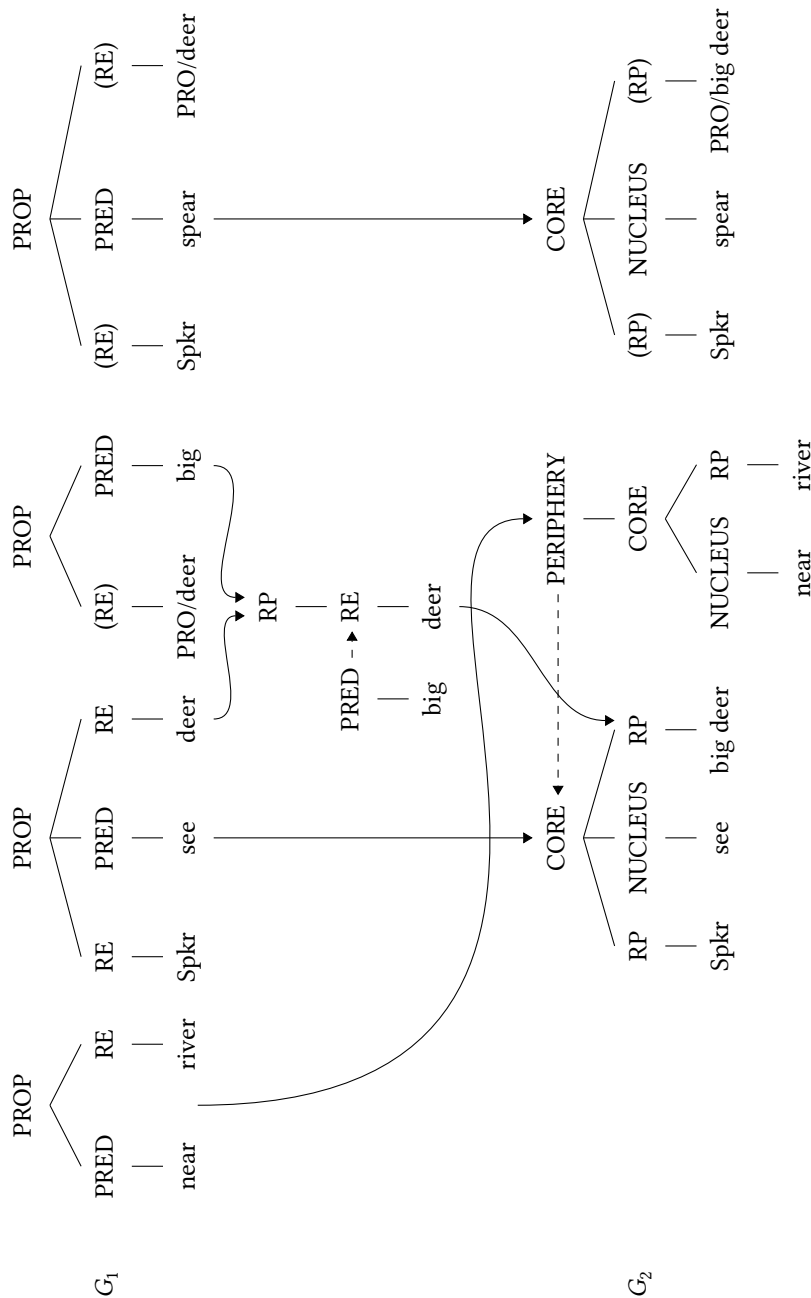 PROP PROP PROP PROP
G₁ PRED RE RE PRED RE (RE) PRED (RE) PRED (RE)
near river Spkr see deer PRO/deer big Spkr spear PRO/deer
RP
PRED RE
big deer
CORE PERIPHERY CORE
G₂ RP NUCLEUS RP CORE (RP) NUCLEUS (RP)
Spkr see big deer NUCLEUS RP Spkr spear PRO/big deer
near river